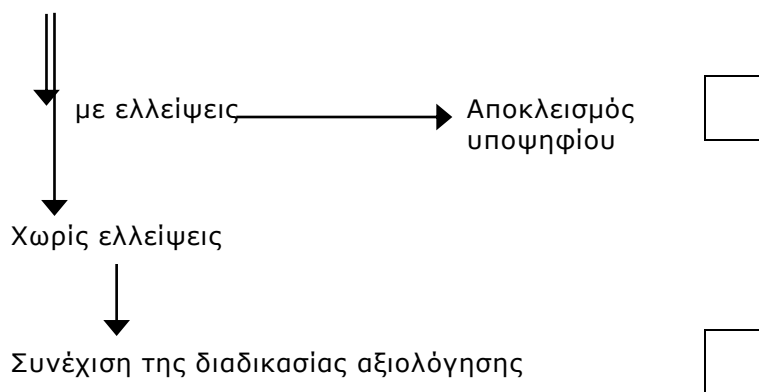 με ελλείψεις
Αποκλεισμός
υποψηφίου
Χωρίς ελλείψεις
Συνέχιση της διαδικασίας αξιολόγησης